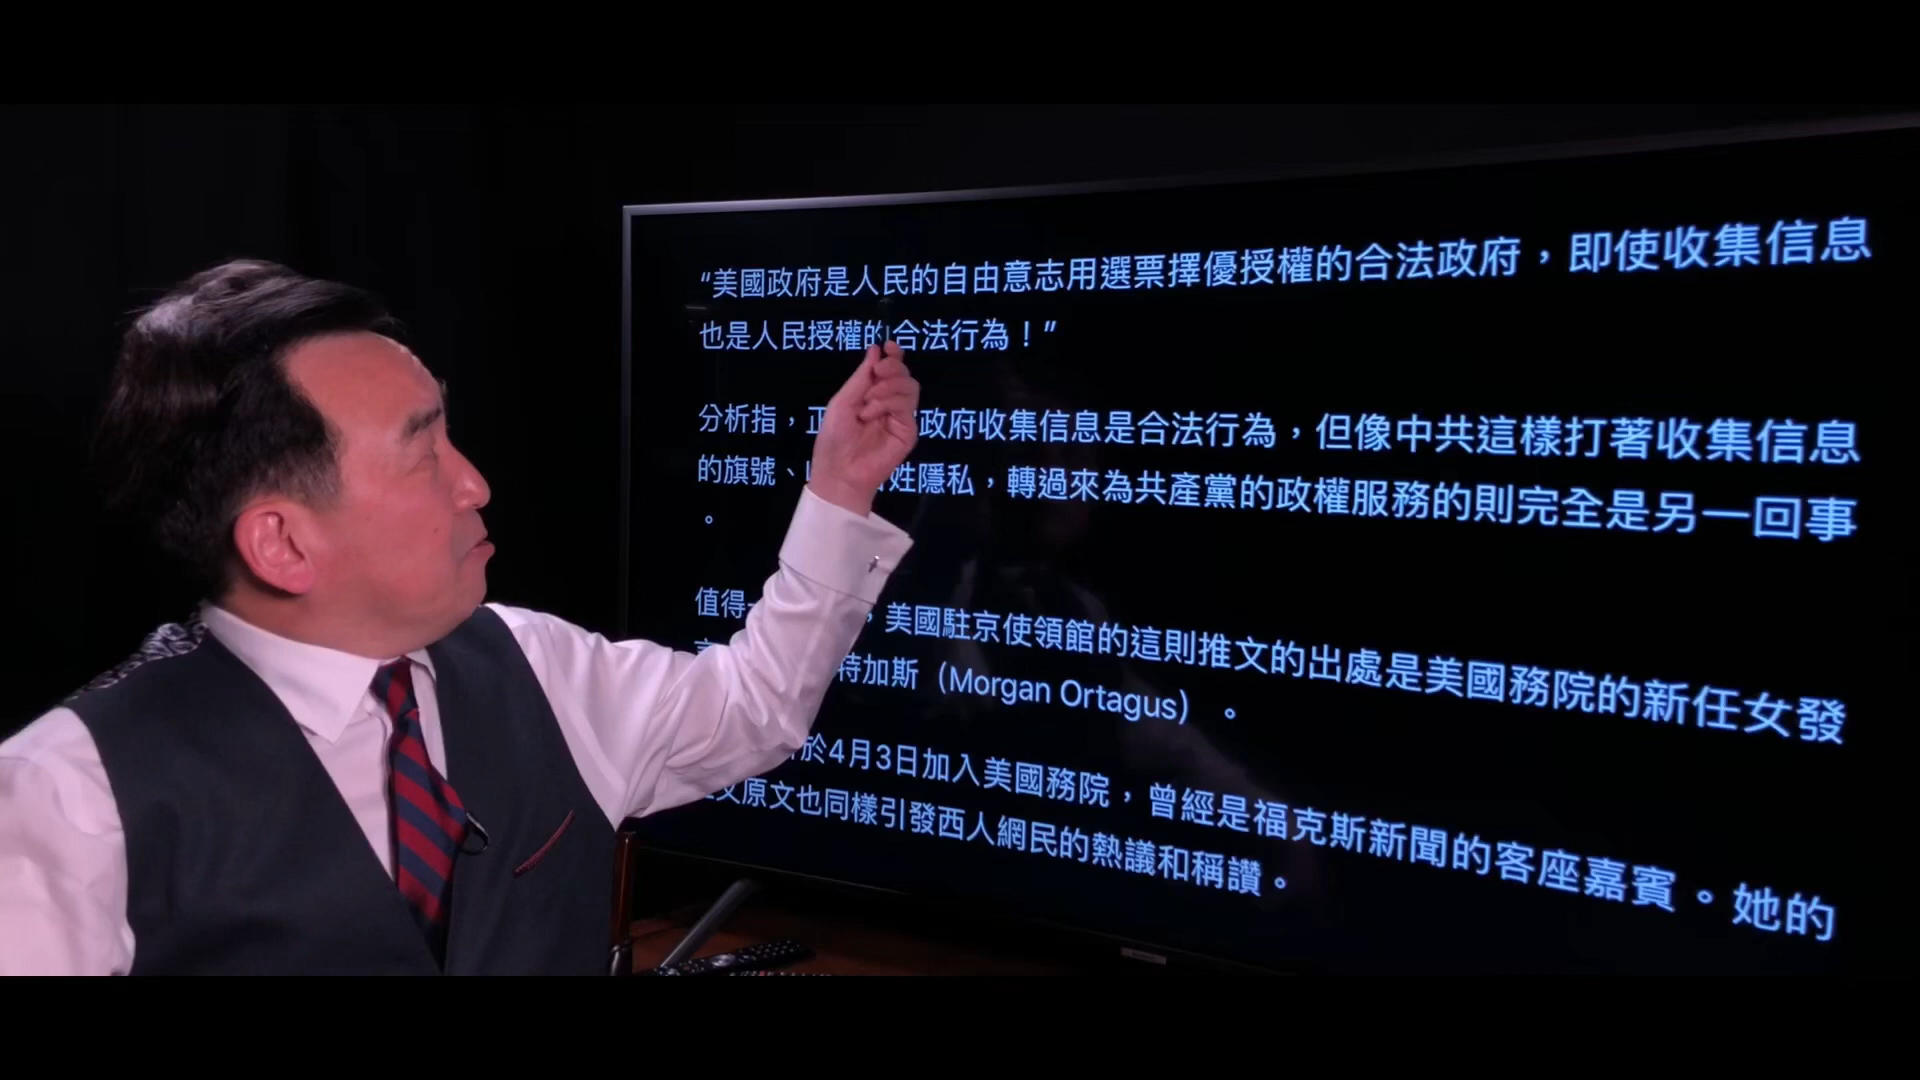 “美國政府是人民的自由意志用選票擇優授權的合法政府，即使收集信息
也是人民授權的合法行為！”
分析指，正 政府收集信息是合法行為，但像中共這樣打著收集信息
的旗號、 姓隱私，轉過來為共產黨的政權服務的則完全是另一回事
。
值得 ，美國駐京使領館的這則推文的出處是美國務院的新任女發
特加斯（Morgan Ortagus）。
於4月3日加入美國務院，曾經是福克斯新聞的客座嘉賓。她的
文原文也同樣引發西人網民的熱議和稱讚。